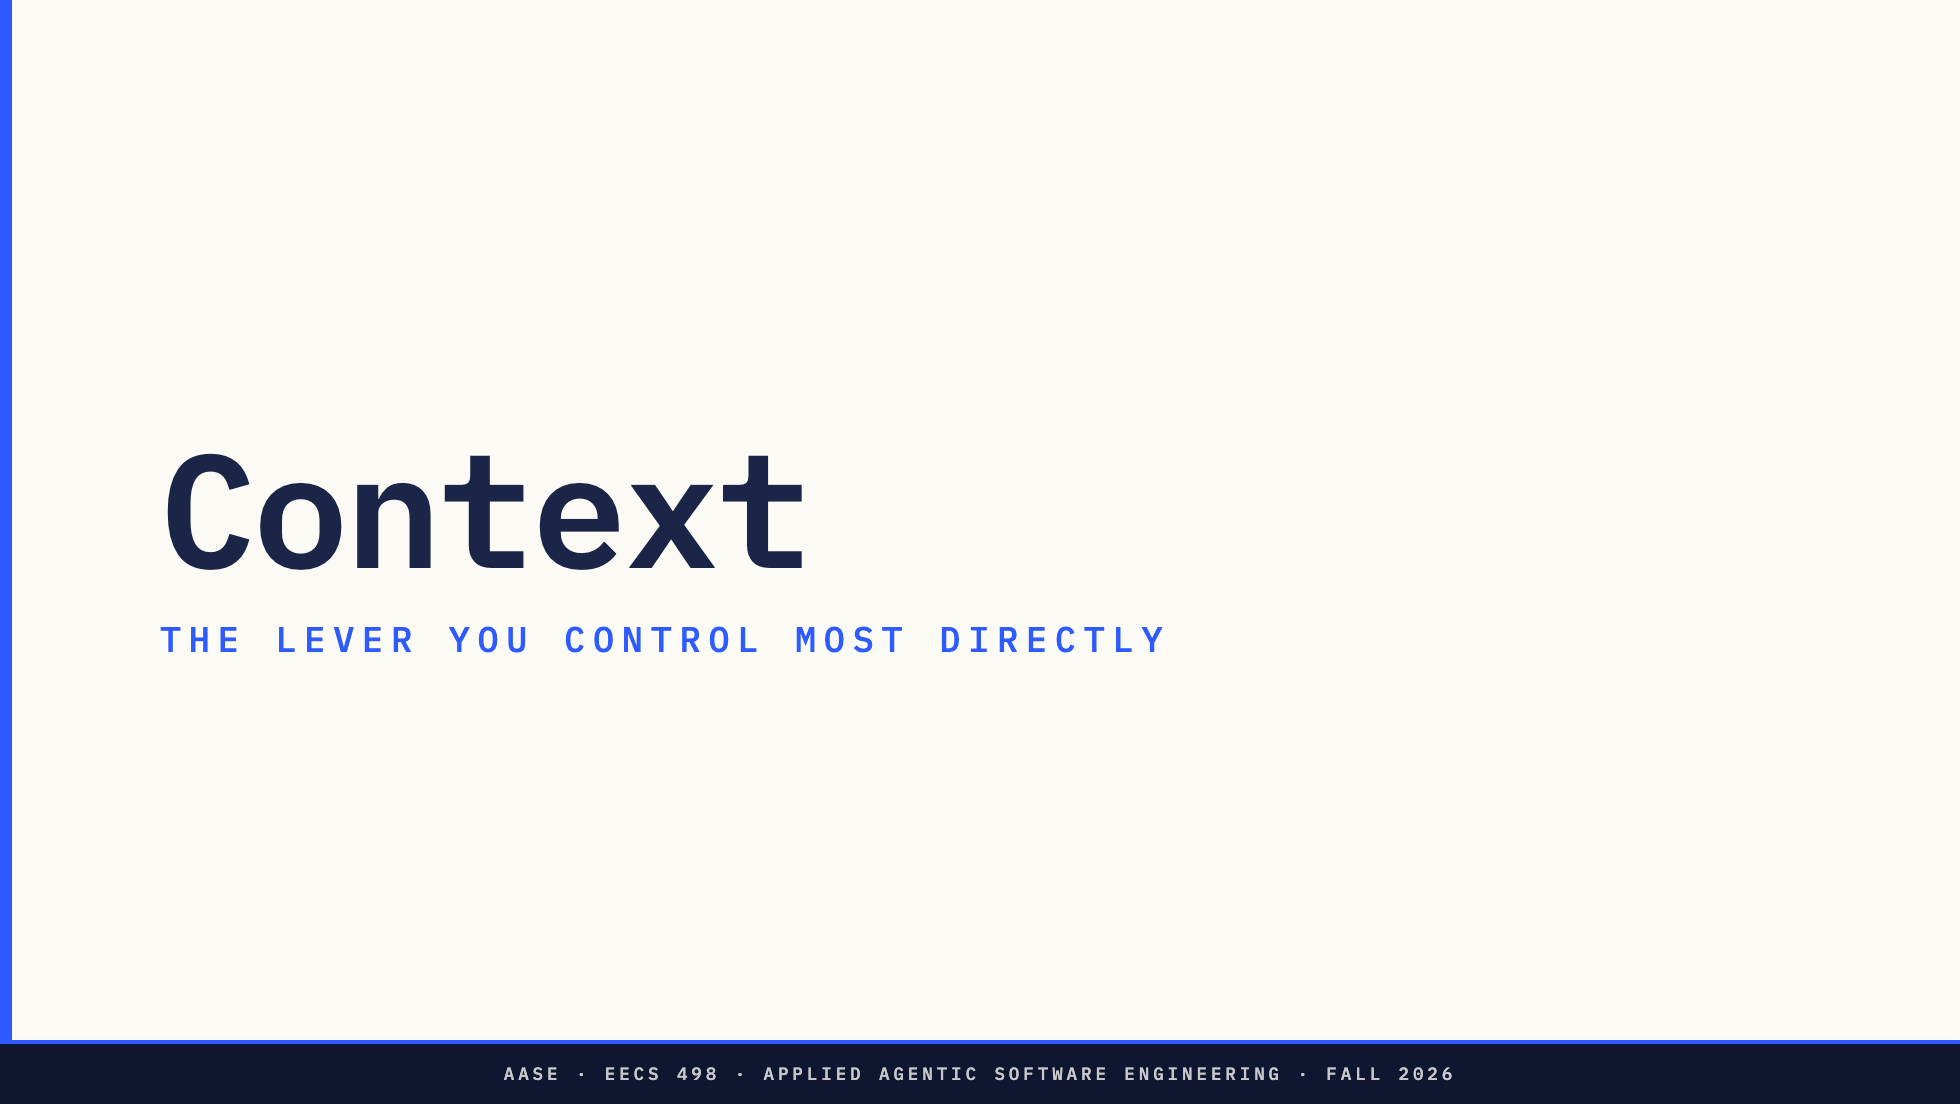 Context
THE LEVER YOU CONTROL MOST DIRECTLY
AASE · EECS 498 · APPLIED AGENTIC SOFTWARE ENGINEERING · FALL 2026